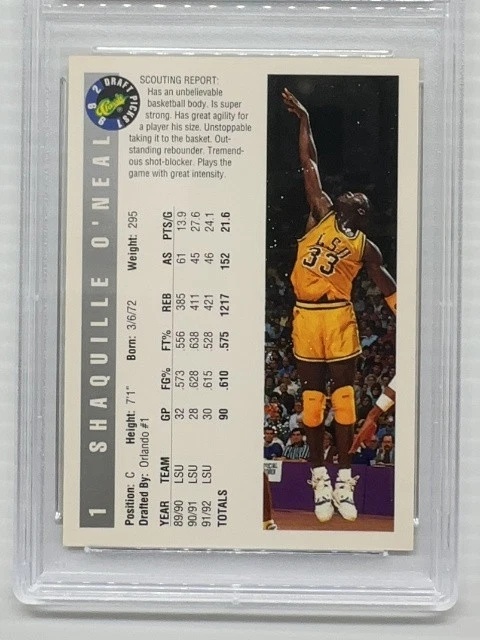 1992 DRAFT PICKS
Classic
SCOUTING REPORT:
Has an unbelievable
basketball body. Is super
strong. Has great agility for
a player his size. Unstoppable
taking it to the basket. Out-
standing rebounder. Tremend-
ous shot-blocker. Plays the
game with great intensity.
1 SHAQUILLE O'NEAL
Position: C Height: 7'1" Born: 3/6/72 Weight: 295
Drafted By: Orlando #1
YEAR TEAM GP FG% FT% REB AS PTS/G
89/90 LSU 32 .573 .556 385 61 13.9
90/91 LSU 28 .628 .638 411 45 27.6
91/92 LSU 30 .615 .528 421 46 24.1
TOTALS 90 .610 .575 1217 152 21.6
LSU
33